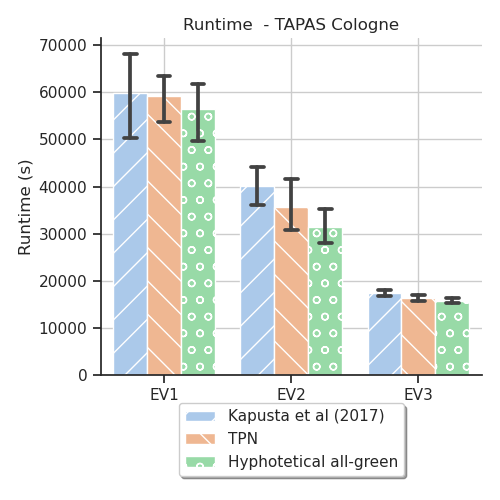 Runtime  - TAPAS Cologne
70000
60000
50000
40000
30000
20000
10000
0
Runtime (s)
EV1 EV2 EV3
Kapusta et al (2017)
TPN
Hyphotetical all-green